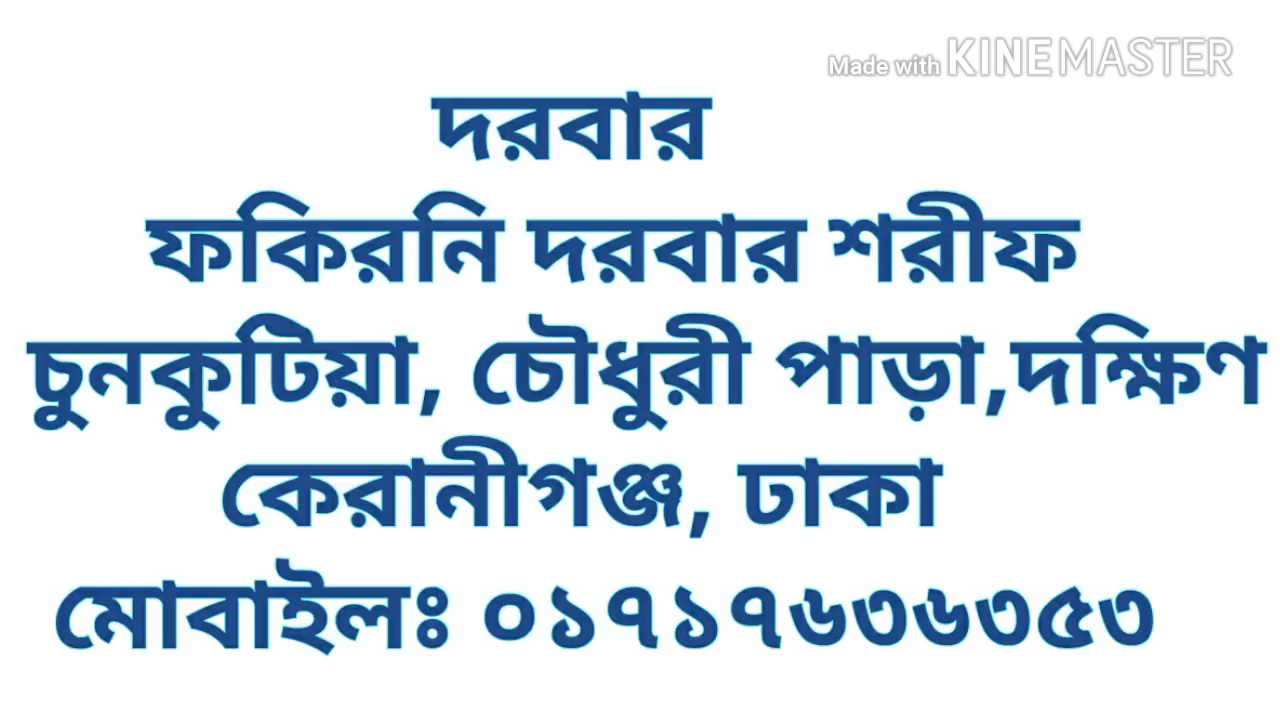 Made with KINEMASTER
দরবার
ফকিরনি দরবার শরীফ
চুনকুটিয়া, চৌধুরী পাড়া,দক্ষিণ
কেরানীগঞ্জ, ঢাকা
মোবাইলঃ ০১৭১৭৬৩৬৩৫৩